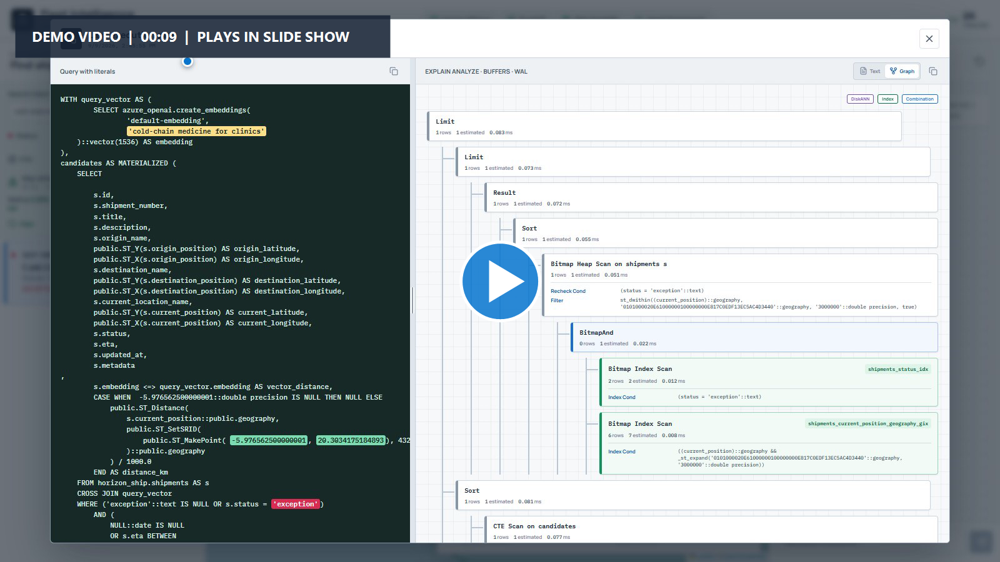 DEMO VIDEO | 00:09 | PLAYS IN SLIDE SHOW
Query with literals
WITH query_vector AS (
SELECT azure_openai.create_embeddings(
'default-embedding',
'cold-chain medicine for clinics'
)::vector(1536) AS embedding
),
candidates AS MATERIALIZED (
SELECT
s.id,
s.shipment_number,
s.title,
s.description,
s.origin_name,
public.ST_Y(s.origin_position) AS origin_latitude,
public.ST_X(s.origin_position) AS origin_longitude,
s.destination_name,
public.ST_Y(s.destination_position) AS destination_latitude,
public.ST_X(s.destination_position) AS destination_longitude,
s.current_location_name,
public.ST_Y(s.current_position) AS current_latitude,
public.ST_X(s.current_position) AS current_longitude,
s.status,
s.eta,
s.updated_at,
s.metadata
,
s.embedding <=> query_vector.embedding AS vector_distance,
CASE WHEN -5.976562500000001::double precision IS NULL THEN NULL ELSE
public.ST_Distance(
s.current_position::public.geography,
public.ST_SetSRID(
public.ST_MakePoint( -5.976562500000001, 20.3034175184893), 432
)::public.geography
) / 1000.0
END AS distance_km
FROM horizon_ship.shipments AS s
CROSS JOIN query_vector
WHERE ('exception'::text IS NULL OR s.status = 'exception')
AND (
NULL::date IS NULL
OR s.eta BETWEEN
EXPLAIN ANALYZE · BUFFERS · WAL
Text Graph
DiskANN Index Combination
Limit
1 rows 1 estimated 0.083 ms
Limit
1 rows 1 estimated 0.073 ms
Result
1 rows 1 estimated 0.072 ms
Sort
1 rows 1 estimated 0.055 ms
Bitmap Heap Scan on shipments s
1 rows 1 estimated 0.051 ms
Recheck Cond (status = 'exception'::text)
Filter st_dwithin((current_position)::geography,
'0101000020E6100000100000000E817C0EDF13EC5AC4D3440'::geography, '3000000'::double precision, true)
BitmapAnd
0 rows 1 estimated 0.022 ms
Bitmap Index Scan shipments_status_idx
2 rows 2 estimated 0.012 ms
Index Cond (status = 'exception'::text)
Bitmap Index Scan shipments_current_position_geography_gix
6 rows 7 estimated 0.008 ms
Index Cond ((current_position)::geography &&
_st_expand('0101000020E6100000100000000E817C0EDF13EC5AC4D3440'::geography,
'3000000'::double precision))
Sort
1 rows 1 estimated 0.081 ms
CTE Scan on candidates
1 rows 1 estimated 0.077 ms